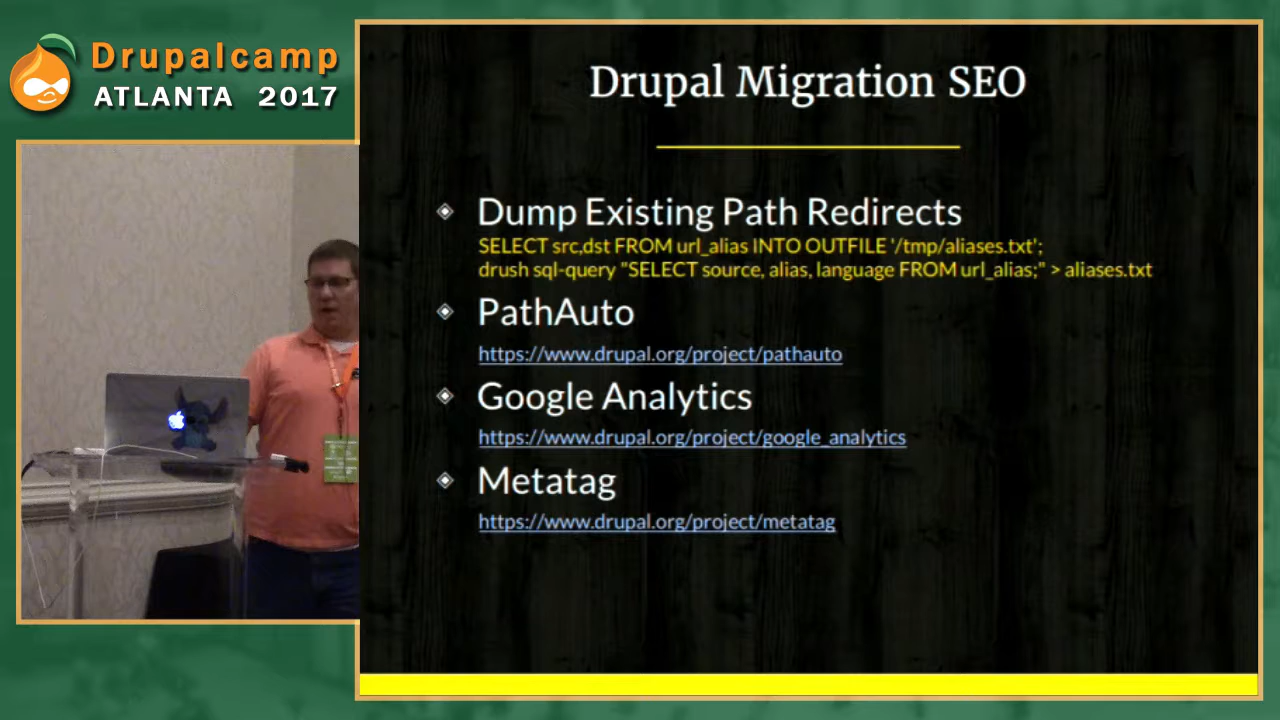 Drupalcamp
ATLANTA 2017
Drupal Migration SEO
Dump Existing Path Redirects
SELECT src,dst FROM url_alias INTO OUTFILE '/tmp/aliases.txt';
drush sql-query "SELECT source, alias, language FROM url_alias;" > aliases.txt
PathAuto
https://www.drupal.org/project/pathauto
Google Analytics
https://www.drupal.org/project/google_analytics
Metatag
https://www.drupal.org/project/metatag